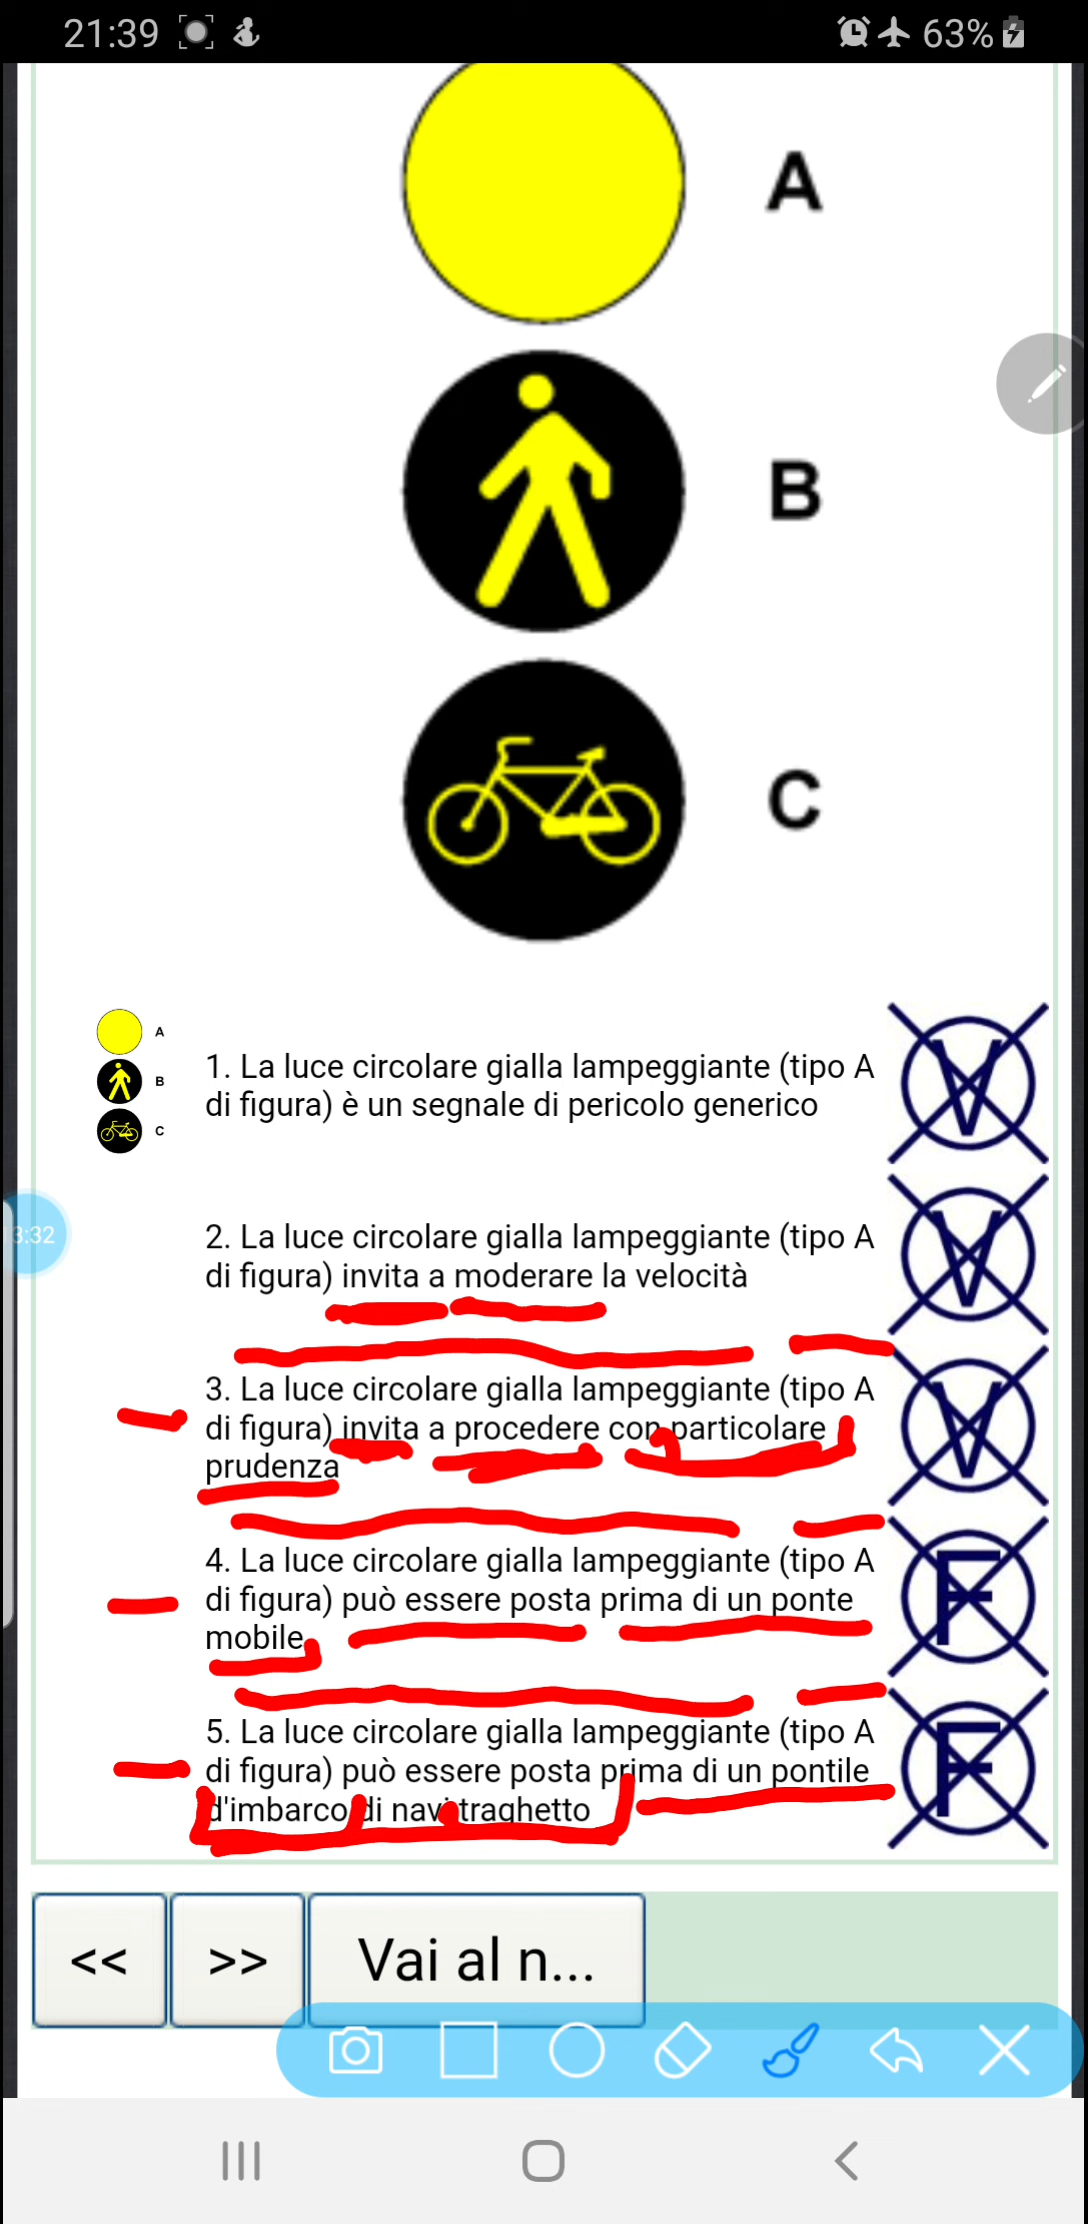 21:39
63%
A
B
C
A
B
C
1. La luce circolare gialla lampeggiante (tipo A
di figura) è un segnale di pericolo generico
V
3:32
2. La luce circolare gialla lampeggiante (tipo A
di figura) invita a moderare la velocità
V
3. La luce circolare gialla lampeggiante (tipo A
di figura) invita a procedere con particolare
prudenza
V
4. La luce circolare gialla lampeggiante (tipo A
di figura) può essere posta prima di un ponte
mobile
F
5. La luce circolare gialla lampeggiante (tipo A
di figura) può essere posta prima di un pontile
d'imbarco di navi traghetto
F
<< >> Vai al n...